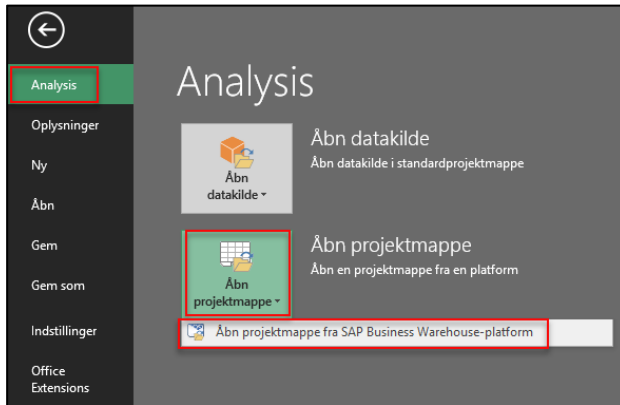 Analysis
Oplysninger
Ny
Åbn
Gem
Gem som
Indstillinger
Office
Extensions
Analysis
Åbn
datakilde
Åbn datakilde
Åbn datakilde i standardprojektmappe
Åbn
projektmappe
Åbn projektmappe
Åbn en projektmappe fra en platform
Åbn projektmappe fra SAP Business Warehouse-platform